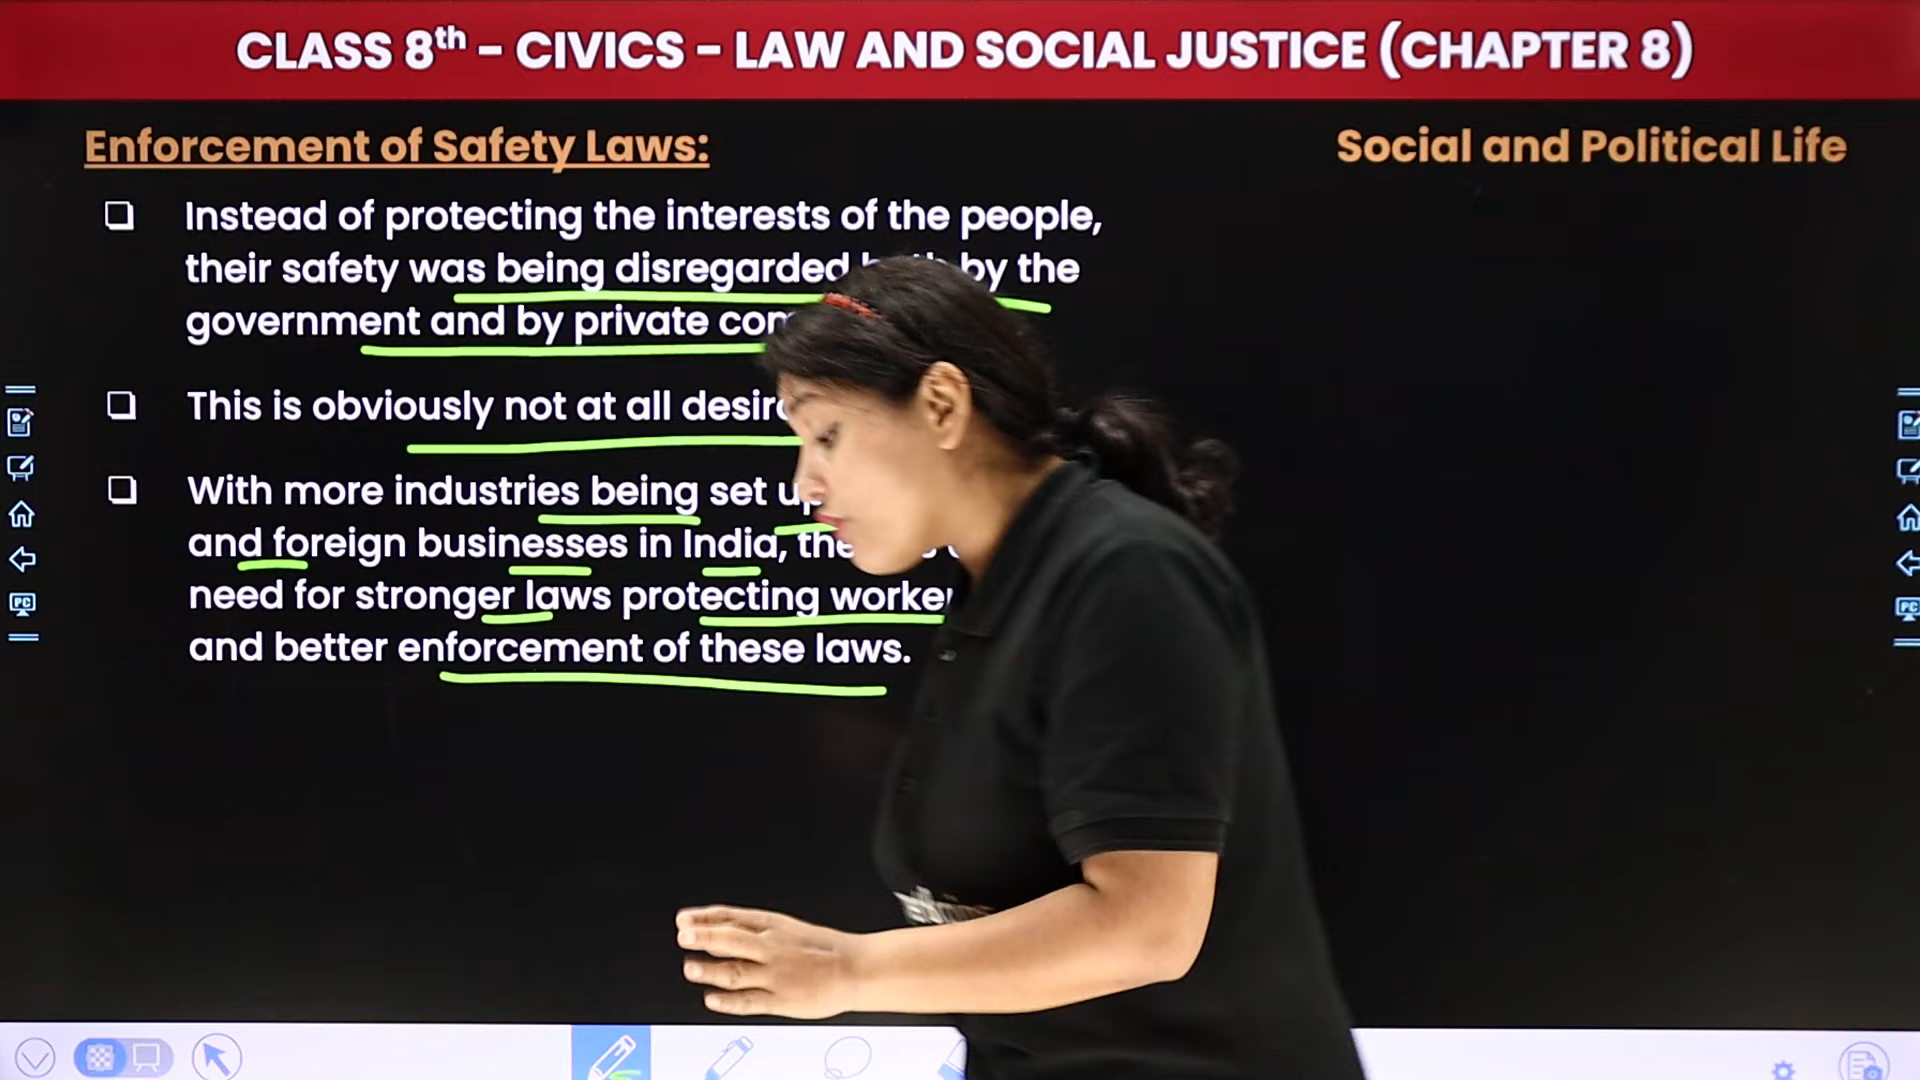 CLASS 8th - CIVICS - LAW AND SOCIAL JUSTICE (CHAPTER 8)
Enforcement of Safety Laws:
Social and Political Life
❑ Instead of protecting the interests of the people,
their safety was being disregarded by the
government and by private
❑ This is obviously not at all
❑ With more industries being set up
and foreign businesses in India,
need for stronger laws protecting
and better enforcement of these laws.
PC
PC